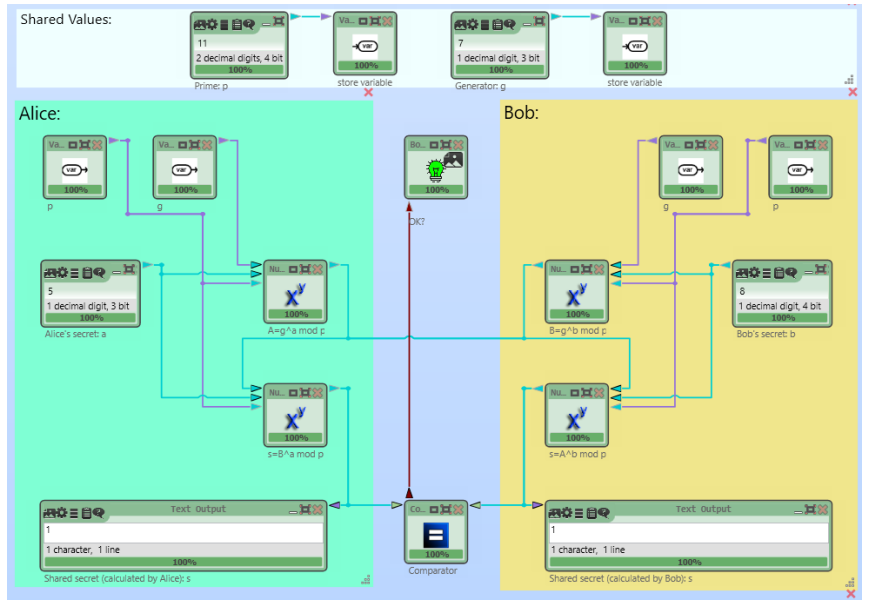 Shared Values:
11
2 decimal digits, 4 bit
100%
Prime: p
Va...
var
100%
store variable
7
1 decimal digit, 3 bit
100%
Generator: g
Va...
var
100%
store variable
Alice:
Va...
var
100%
p
Va...
var
100%
g
5
1 decimal digit, 3 bit
100%
Alice's secret: a
Nu...
X^y
100%
A=g^a mod p
Nu...
X^y
100%
s=B^a mod p
Text Output
1
1 character, 1 line
100%
Shared secret (calculated by Alice): s
Bo...
100%
OK?
Co...
=
100%
Comparator
Bob:
Va...
var
100%
g
Va...
var
100%
p
Nu...
X^y
100%
B=g^b mod p
8
1 decimal digit, 4 bit
100%
Bob's secret: b
Nu...
X^y
100%
s=A^b mod p
Text Output
1
1 character, 1 line
100%
Shared secret (calculated by Bob): s